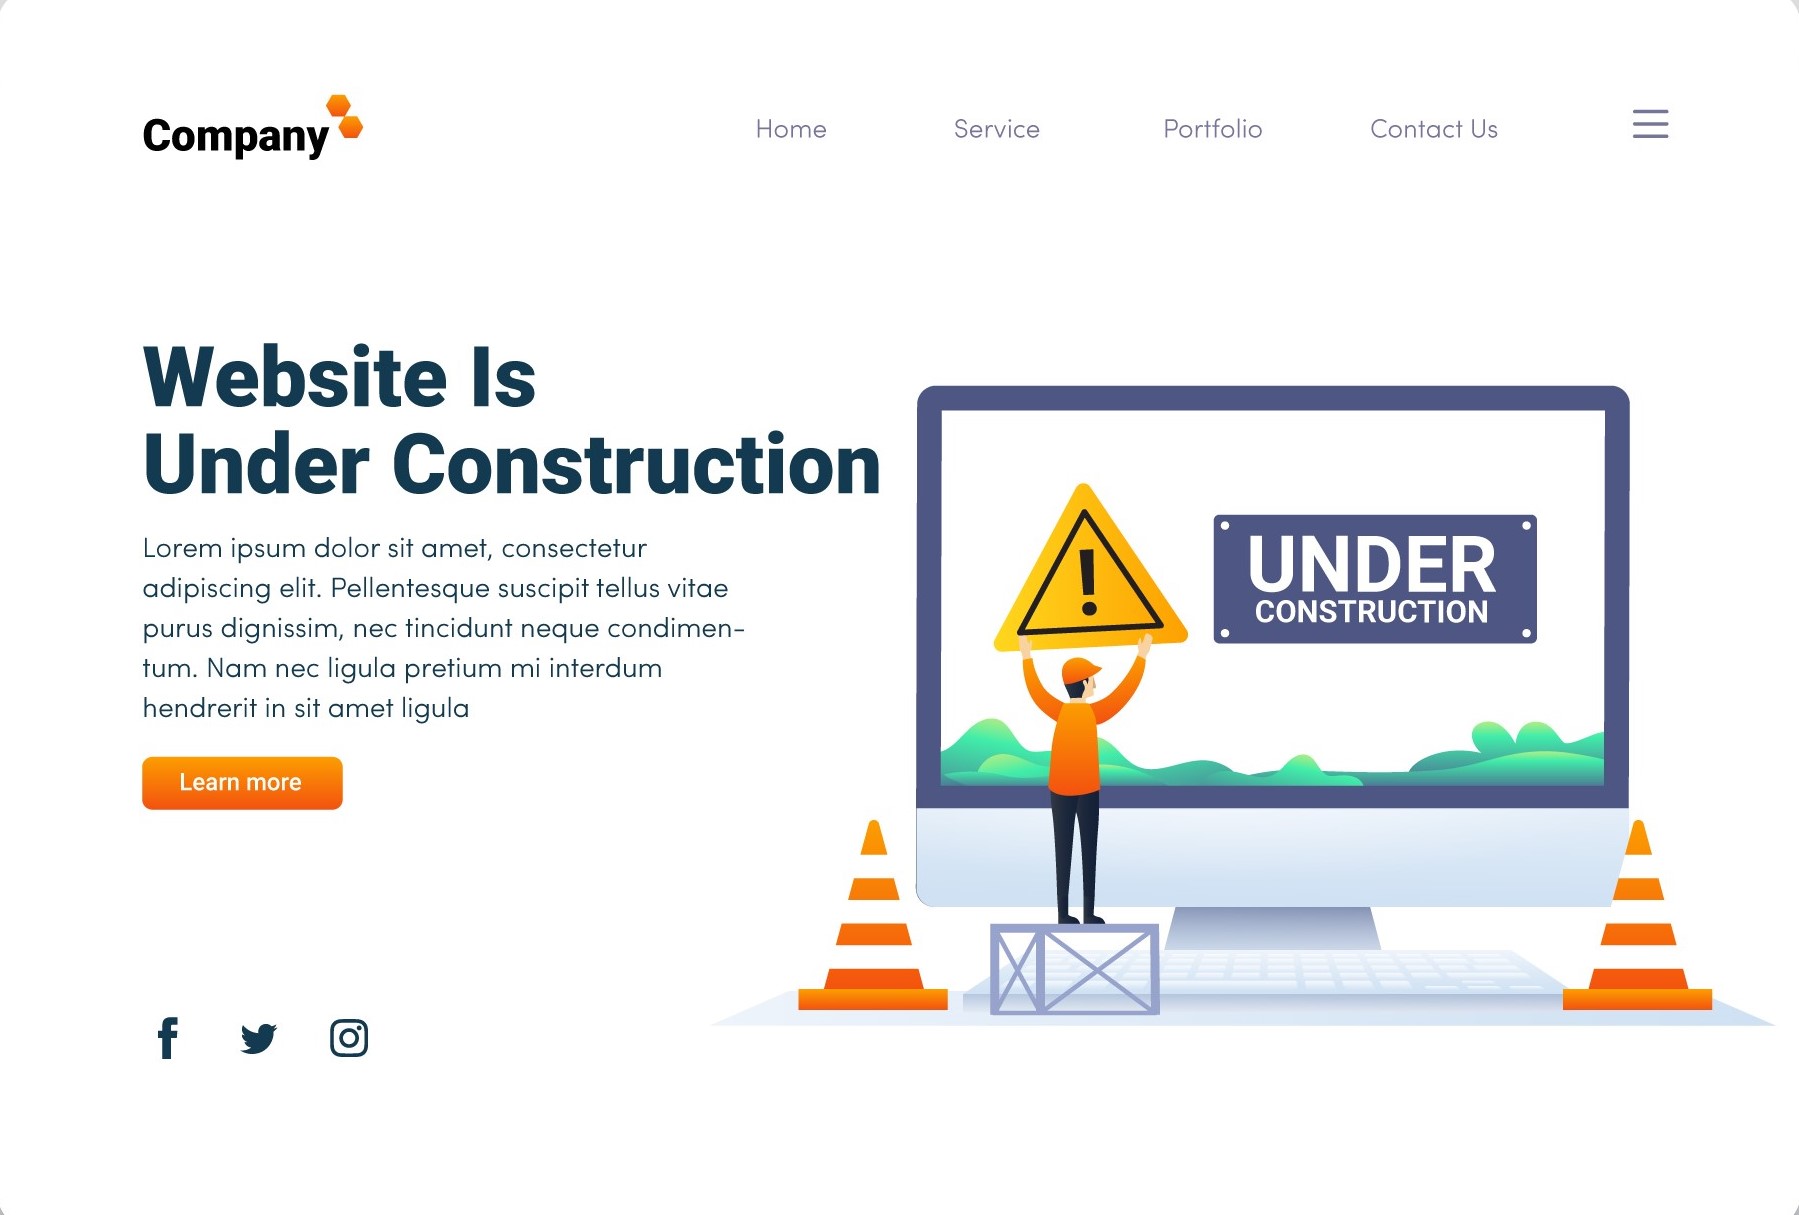 Company
Home Service Portfolio Contact Us
Website Is
Under Construction
Lorem ipsum dolor sit amet, consectetur
adipiscing elit. Pellentesque suscipit tellus vitae
purus dignissim, nec tincidunt neque condimen-
tum. Nam nec ligula pretium mi interdum
hendrerit in sit amet ligula
Learn more
!
UNDER
CONSTRUCTION